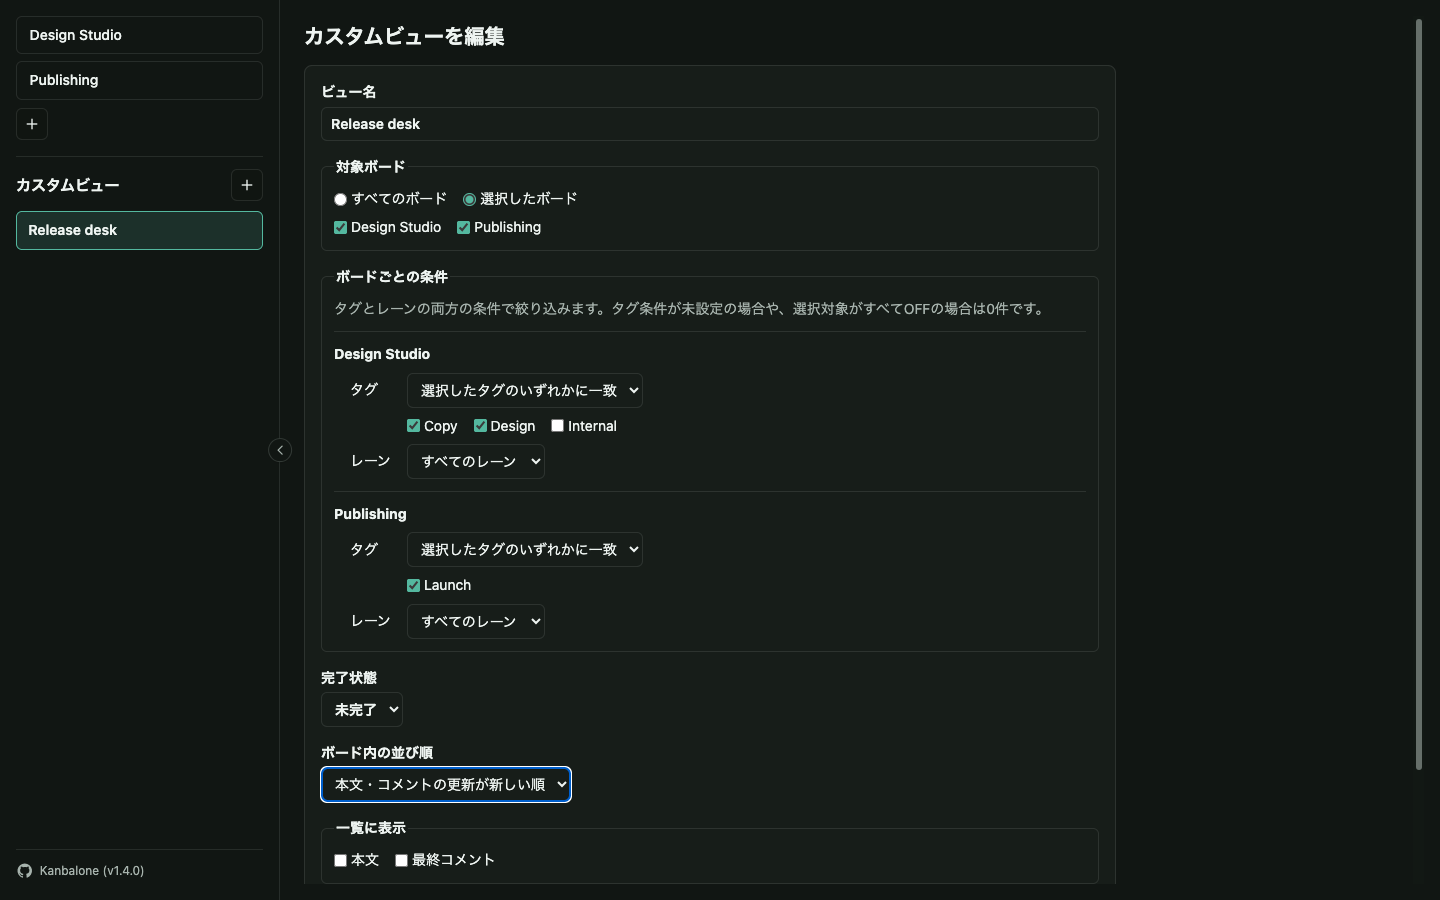 Design Studio
Publishing
カスタムビュー
Release desk
Kanbalone (v1.4.0)
カスタムビューを編集
ビュー名
Release desk
対象ボード
すべてのボード 選択したボード
Design Studio Publishing
ボードごとの条件
タグとレーンの両方の条件で絞り込みます。タグ条件が未設定の場合や、選択対象がすべてOFFの場合は0件です。
Design Studio
タグ 選択したタグのいずれかに一致
Copy Design Internal
レーン すべてのレーン
Publishing
タグ 選択したタグのいずれかに一致
Launch
レーン すべてのレーン
完了状態
未完了
ボード内の並び順
本文・コメントの更新が新しい順
一覧に表示
本文 最終コメント